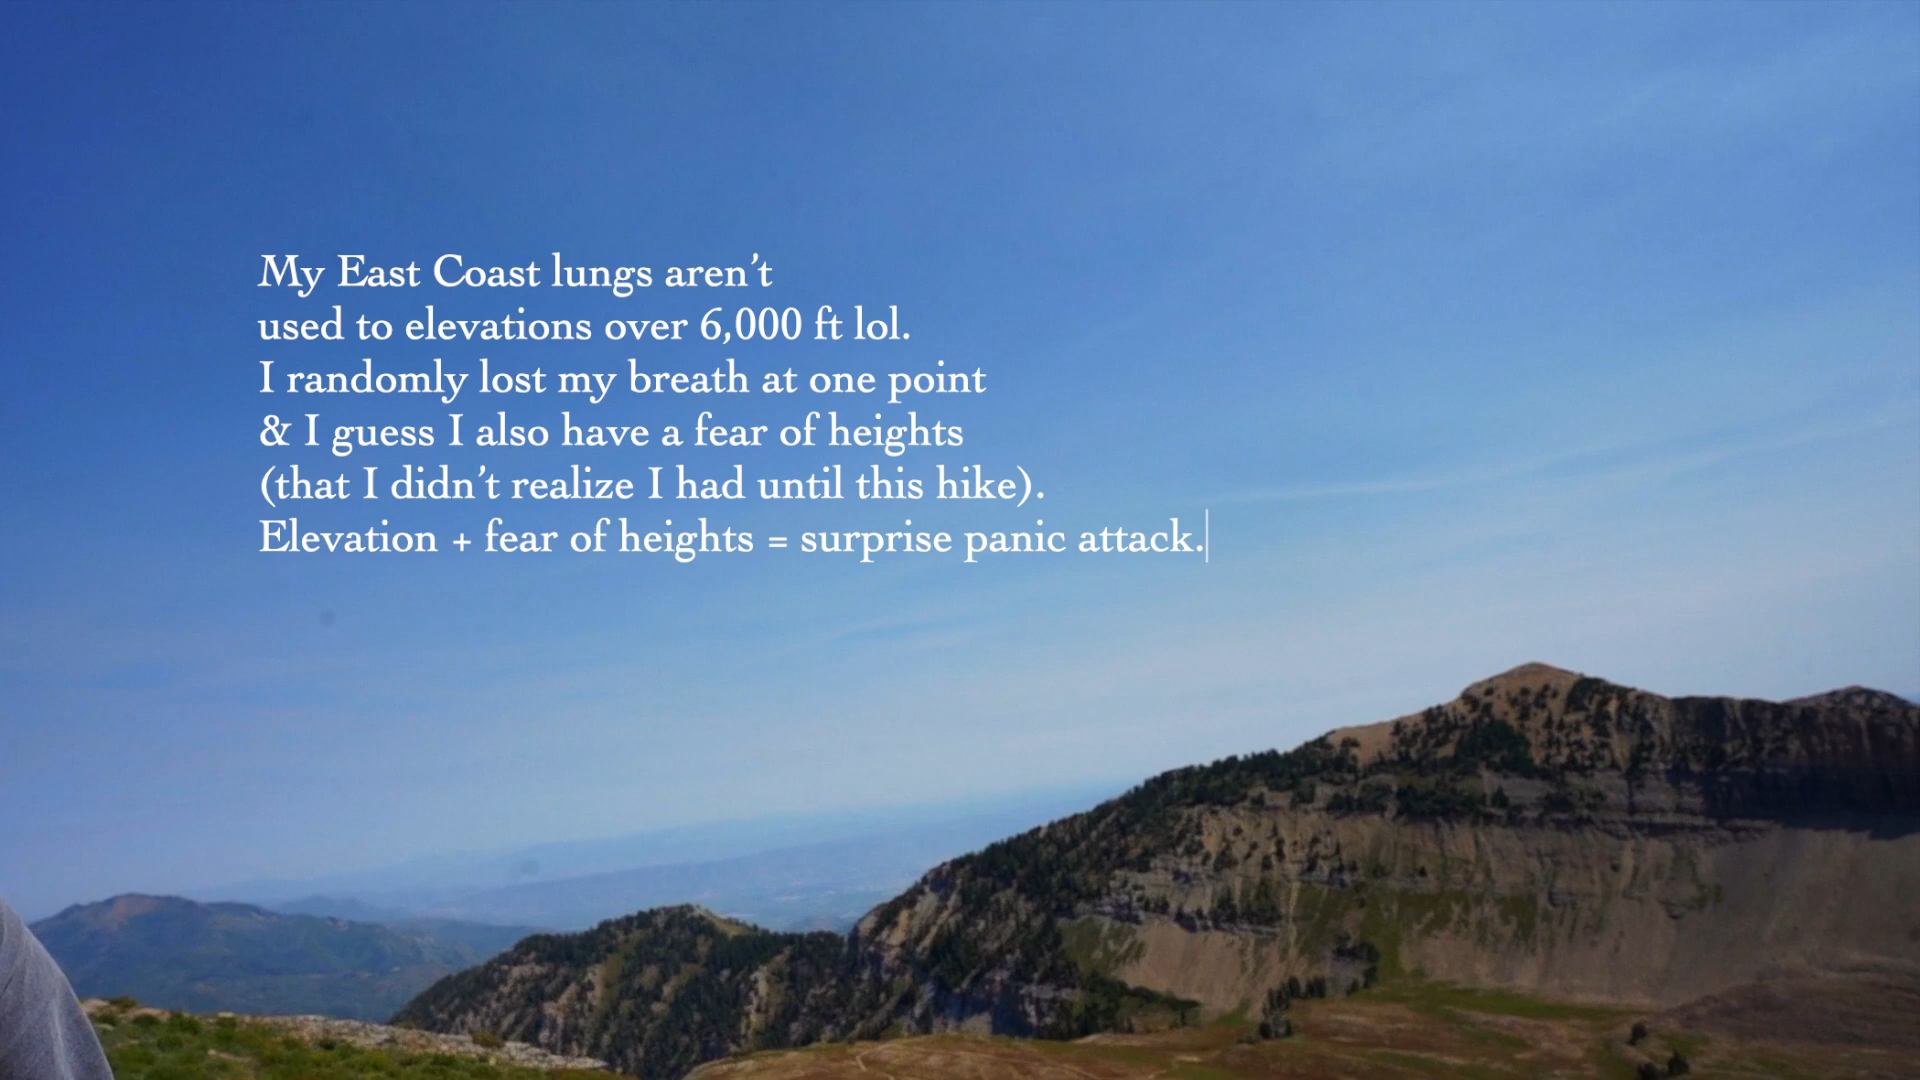 My East Coast lungs aren’t
used to elevations over 6,000 ft lol.
I randomly lost my breath at one point
& I guess I also have a fear of heights
(that I didn’t realize I had until this hike).
Elevation + fear of heights = surprise panic attack.